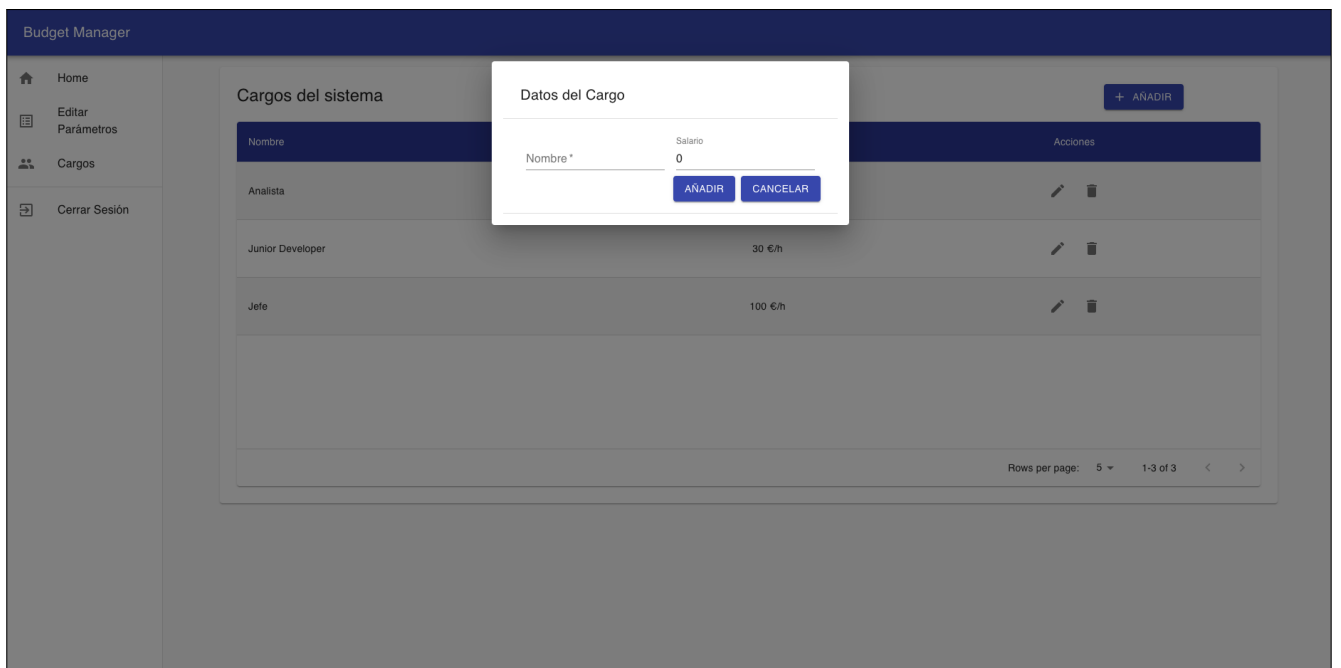 Budget Manager
Home
Editar
Parámetros
Cargos
Cerrar Sesión
Cargos del sistema
+ AÑADIR
Nombre
Acciones
Analista
Junior Developer
30 €/h
Jefe
100 €/h
Rows per page: 5
1-3 of 3
Datos del Cargo
Nombre *
Salario
0
AÑADIR
CANCELAR